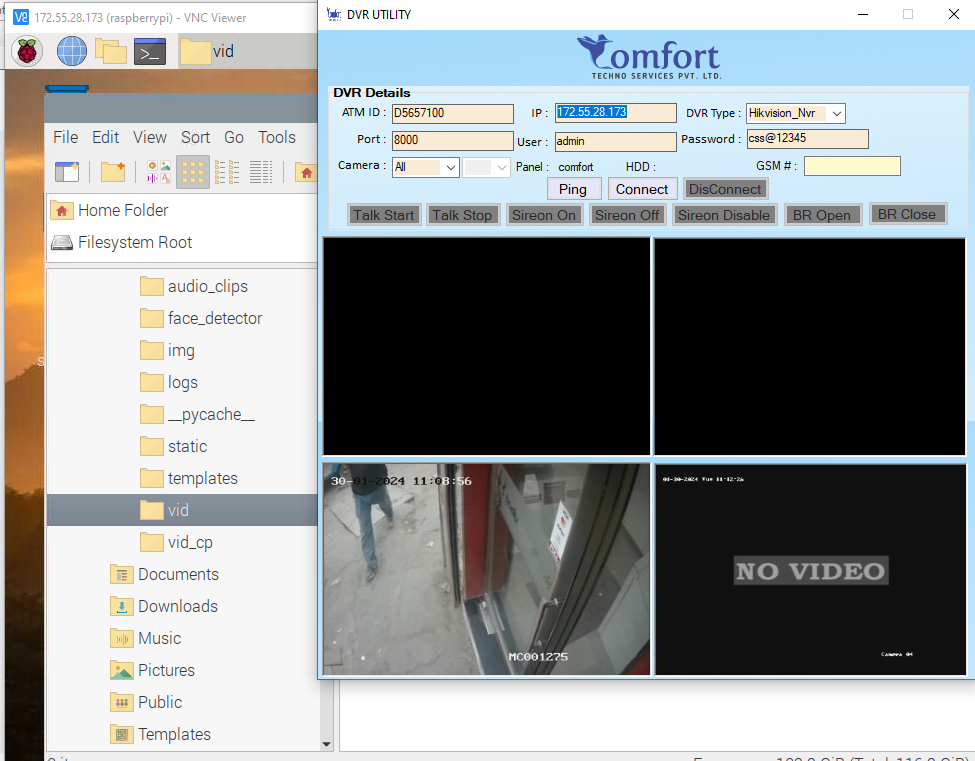 172.55.28.173 (raspberrypi) - VNC Viewer
vid
File Edit View Sort Go Tools
Home Folder
Filesystem Root
audio_clips
face_detector
img
logs
__pycache__
static
templates
vid
vid_cp
Documents
Downloads
Music
Pictures
Public
Templates
DVR UTILITY
Comfort
TECHNO SERVICES PVT. LTD.
DVR Details
ATM ID : D5657100 IP : 172.55.28.173 DVR Type : Hikvision_Nvr
Port : 8000 User : admin Password : css@12345
Camera : All Panel : comfort HDD : GSM # :
Ping Connect DisConnect
Talk Start Talk Stop Sireon On Sireon Off Sireon Disable BR Open BR Close
30-01-2024 11:08:56
MC001275
01-30-2024 Tue 11:12:26
NO VIDEO
Camera 04